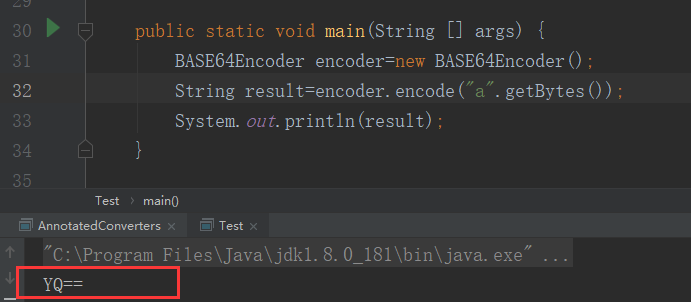 29
30 public static void main(String [] args) {
31 BASE64Encoder encoder=new BASE64Encoder();
32 String result=encoder.encode("a".getBytes());
33 System.out.println(result);
34 }
35
Test › main()
AnnotatedConverters × Test ×
"C:\Program Files\Java\jdk1.8.0_181\bin\java.exe" ...
YQ==